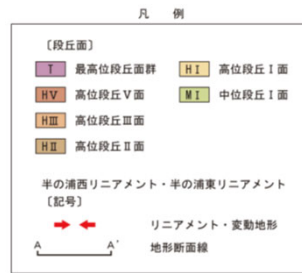 凡 例
〔段丘面〕
T 最高位段丘面群
HⅤ 高位段丘Ⅴ面
HⅢ 高位段丘Ⅲ面
HⅡ 高位段丘Ⅱ面
HⅠ 高位段丘Ⅰ面
MⅠ 中位段丘Ⅰ面
半の浦西リニアメント・半の浦東リニアメント
〔記号〕
リニアメント・変動地形
A A' 地形断面線